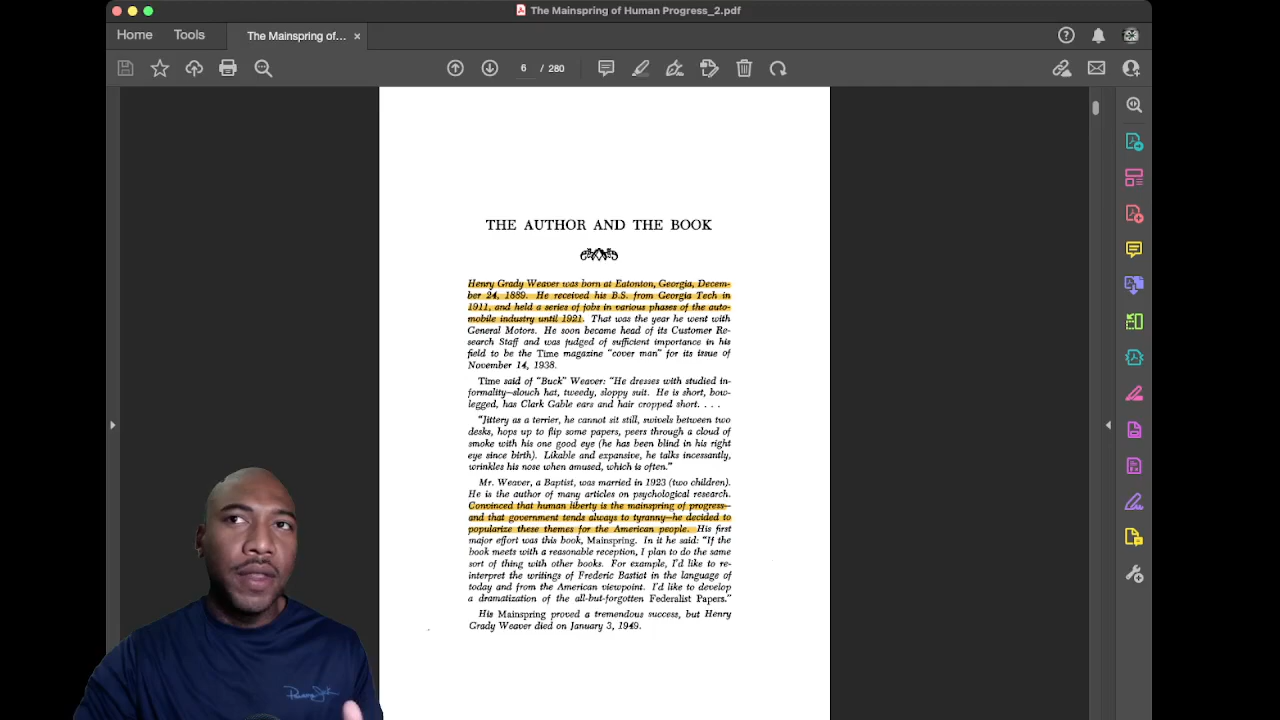 The Mainspring of Human Progress_2.pdf
Home Tools The Mainspring of... ×
6 / 280
THE AUTHOR AND THE BOOK
Henry Grady Weaver was born at Eatonton, Georgia, Decem-
ber 24, 1889. He received his B.S. from Georgia Tech in
1911, and held a series of jobs in various phases of the auto-
mobile industry until 1921. That was the year he went with
General Motors. He soon became head of its Customer Re-
search Staff and was judged of sufficient importance in his
field to be the Time magazine "cover man" for its issue of
November 14, 1938.
Time said of "Buck" Weaver: "He dresses with studied in-
formality—slouch hat, tweedy, sloppy suit. He is short, bow-
legged, has Clark Gable ears and hair cropped short. . . .
"Jittery as a terrier, he cannot sit still, swivels between two
desks, hops up to flip some papers, peers through a cloud of
smoke with his one good eye (he has been blind in his right
eye since birth). Likable and expansive, he talks incessantly,
wrinkles his nose when amused, which is often."
Mr. Weaver, a Baptist, was married in 1923 (two children).
He is the author of many articles on psychological research.
Convinced that human liberty is the mainspring of progress—
and that government tends always to tyranny—he decided to
popularize these themes for the American people. His first
major effort was this book, Mainspring. In it he said: "If the
book meets with a reasonable reception, I plan to do the same
sort of thing with other books. For example, I'd like to re-
interpret the writings of Frederic Bastiat in the language of
today and from the American viewpoint. I'd like to develop
a dramatization of the all-but-forgotten Federalist Papers."
His Mainspring proved a tremendous success, but Henry
Grady Weaver died on January 3, 1949.